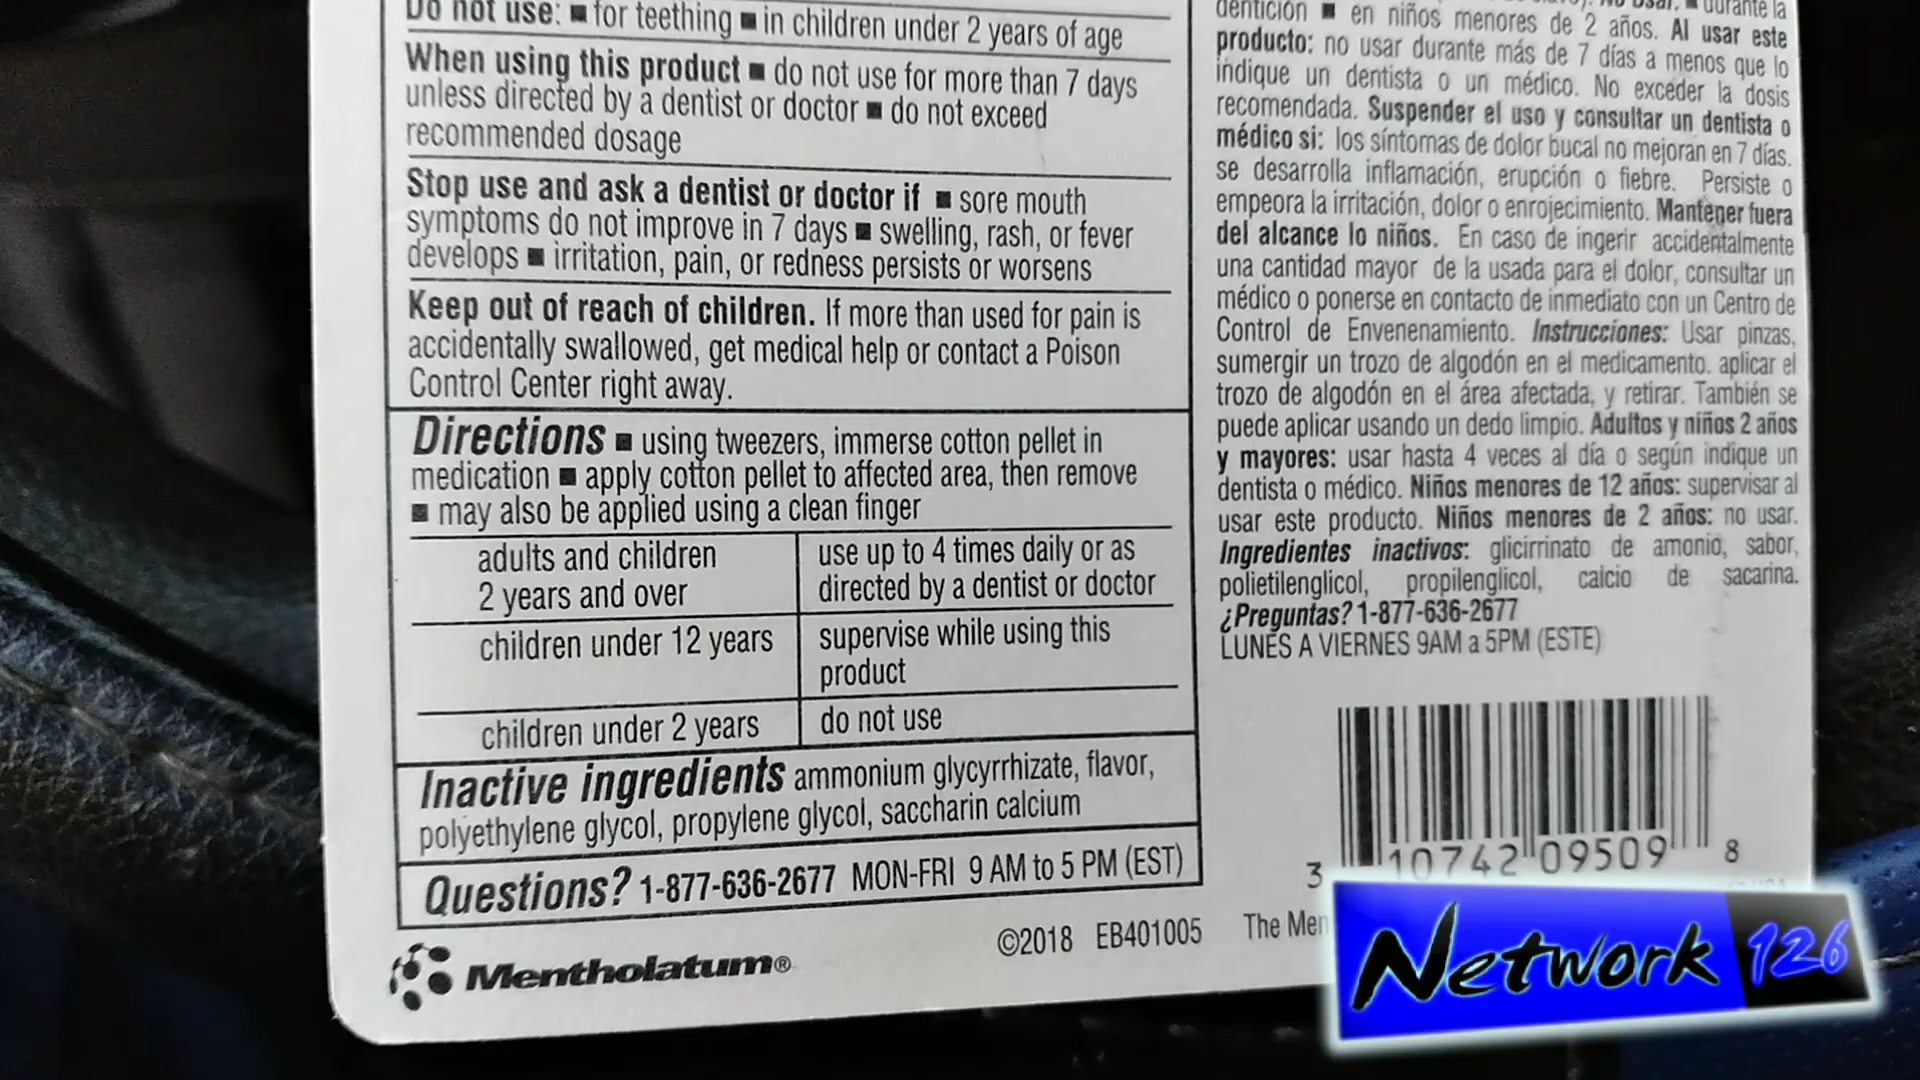 Do not use: ■ for teething ■ in children under 2 years of age
When using this product ■ do not use for more than 7 days
unless directed by a dentist or doctor ■ do not exceed
recommended dosage
Stop use and ask a dentist or doctor if ■ sore mouth
symptoms do not improve in 7 days ■ swelling, rash, or fever
develops ■ irritation, pain, or redness persists or worsens
Keep out of reach of children. If more than used for pain is
accidentally swallowed, get medical help or contact a Poison
Control Center right away.
Directions ■ using tweezers, immerse cotton pellet in
medication ■ apply cotton pellet to affected area, then remove
■ may also be applied using a clean finger
adults and children
2 years and over
use up to 4 times daily or as
directed by a dentist or doctor
children under 12 years
supervise while using this
product
children under 2 years
do not use
Inactive ingredients ammonium glycyrrhizate, flavor,
polyethylene glycol, propylene glycol, saccharin calcium
Questions? 1-877-636-2677 MON-FRI 9 AM to 5 PM (EST)
Mentholatum®
©2018 EB401005 The Men
No usar: ■ durante la
dentición ■ en niños menores de 2 años. Al usar este
producto: no usar durante más de 7 días a menos que lo
indique un dentista o un médico. No exceder la dosis
recomendada. Suspender el uso y consultar un dentista o
médico si: los síntomas de dolor bucal no mejoran en 7 días.
se desarrolla inflamación, erupción o fiebre. Persiste o
empeora la irritación, dolor o enrojecimiento. Mantener fuera
del alcance lo niños. En caso de ingerir accidentalmente
una cantidad mayor de la usada para el dolor, consultar un
médico o ponerse en contacto de inmediato con un Centro de
Control de Envenenamiento. Instrucciones: Usar pinzas,
sumergir un trozo de algodón en el medicamento. aplicar el
trozo de algodón en el área afectada, y retirar. También se
puede aplicar usando un dedo limpio. Adultos y niños 2 años
y mayores: usar hasta 4 veces al día o según indique un
dentista o médico. Niños menores de 12 años: supervisar al
usar este producto. Niños menores de 2 años: no usar.
Ingredientes inactivos: glicirrinato de amonio, sabor,
polietilenglicol, propilenglicol, calcio de sacarina.
¿Preguntas? 1-877-636-2677
LUNES A VIERNES 9AM a 5PM (ESTE)
3 10742 09509 8
Network 126